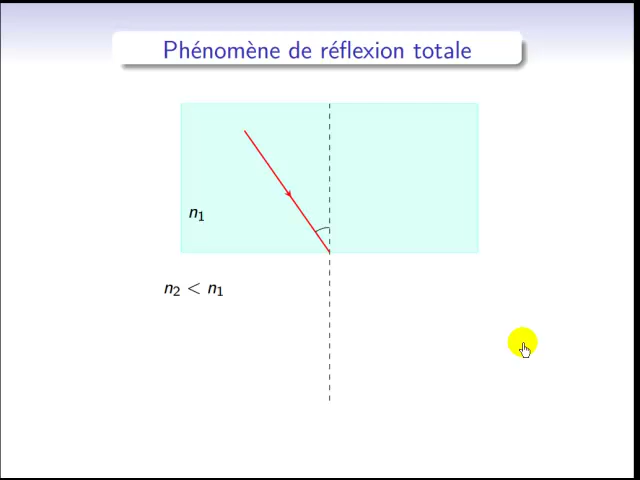 Phénomène de réflexion totale
n₁
n₂ < n₁